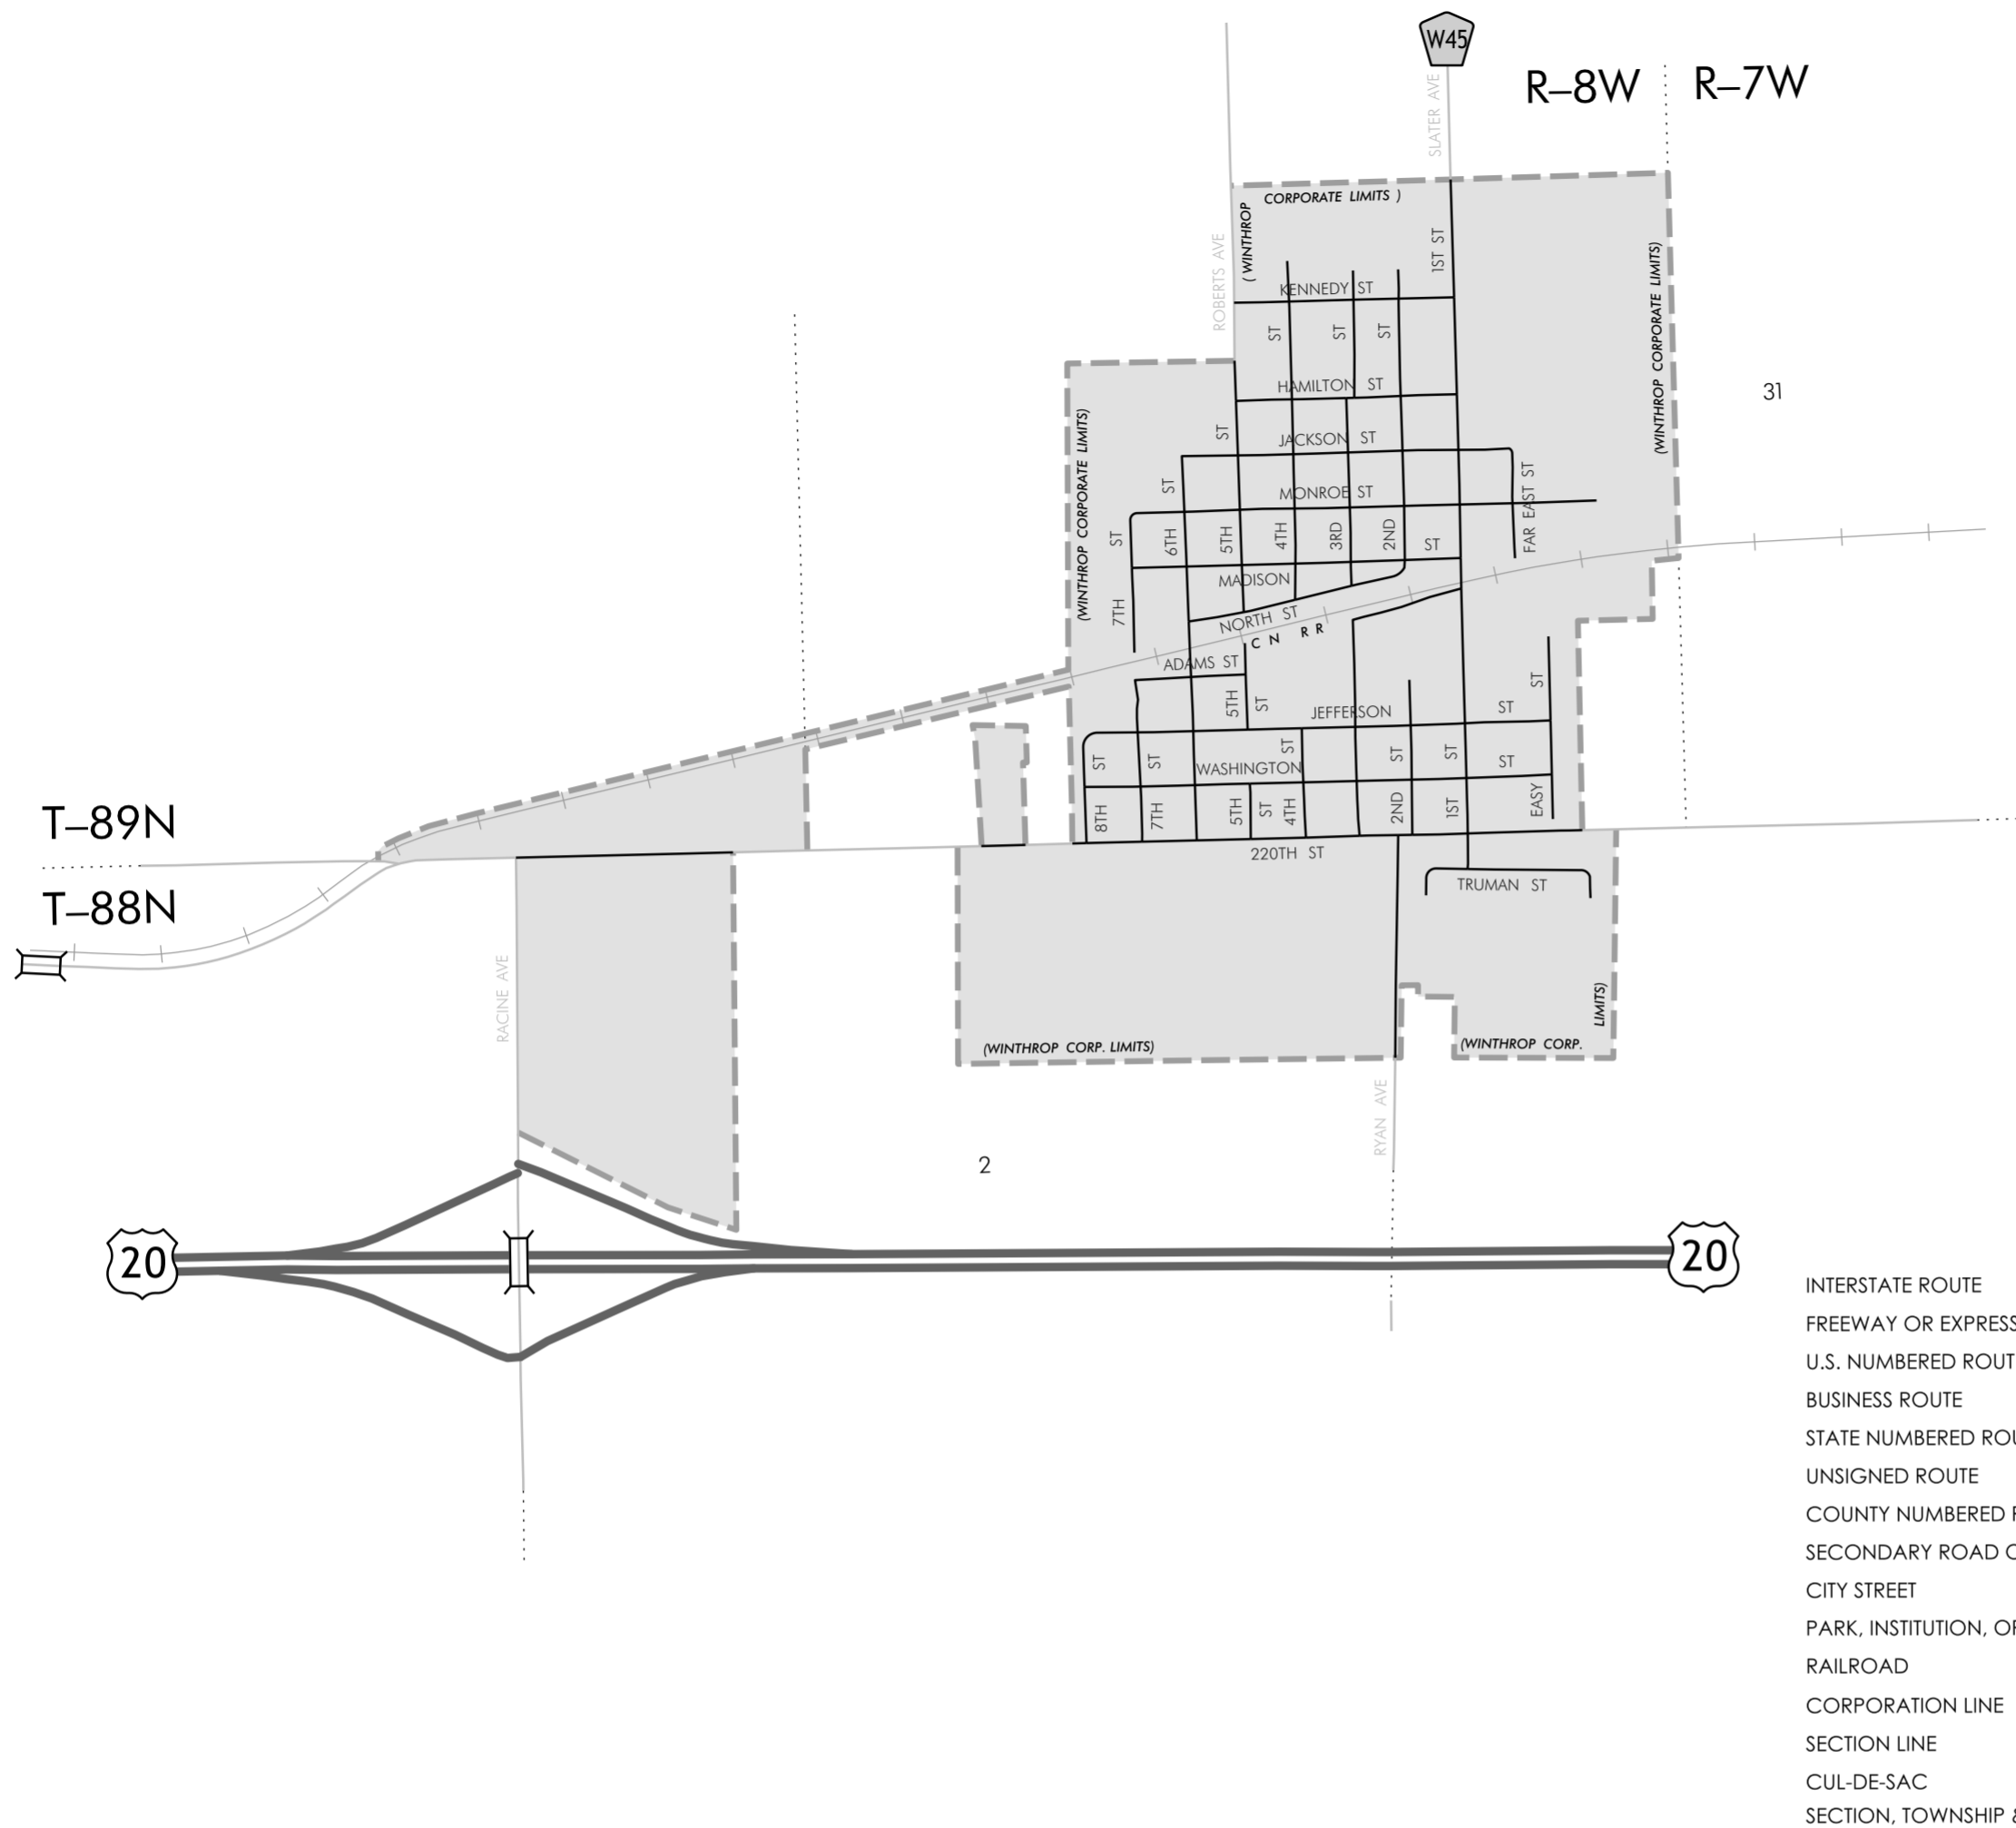 W45
R–8W R–7W
SLATER AVE
ROBERTS AVE
( WINTHROP
CORPORATE LIMITS )
1ST ST
(WINTHROP CORPORATE LIMITS)
KENNEDY ST
ST
ST
ST
31
HAMILTON ST
(WINTHROP CORPORATE LIMITS)
ST
JACKSON ST
ST
MONROE ST
FAR EAST ST
7TH ST
6TH
5TH
4TH
3RD
2ND
ST
MADISON
NORTH ST
CN RR
ADAMS ST
5TH ST
JEFFERSON ST
ST
8TH ST
7TH ST
WASHINGTON ST
5TH ST
4TH ST
2ND ST
1ST ST
EASY
220TH ST
TRUMAN ST
T–89N
T–88N
RACINE AVE
(WINTHROP CORP. LIMITS)
(WINTHROP CORP.
LIMITS)
RYAN AVE
2
20
20
INTERSTATE ROUTE
FREEWAY OR EXPRESS
U.S. NUMBERED ROUT
BUSINESS ROUTE
STATE NUMBERED ROU
UNSIGNED ROUTE
COUNTY NUMBERED R
SECONDARY ROAD O
CITY STREET
PARK, INSTITUTION, OR
RAILROAD
CORPORATION LINE
SECTION LINE
CUL-DE-SAC
SECTION, TOWNSHIP &